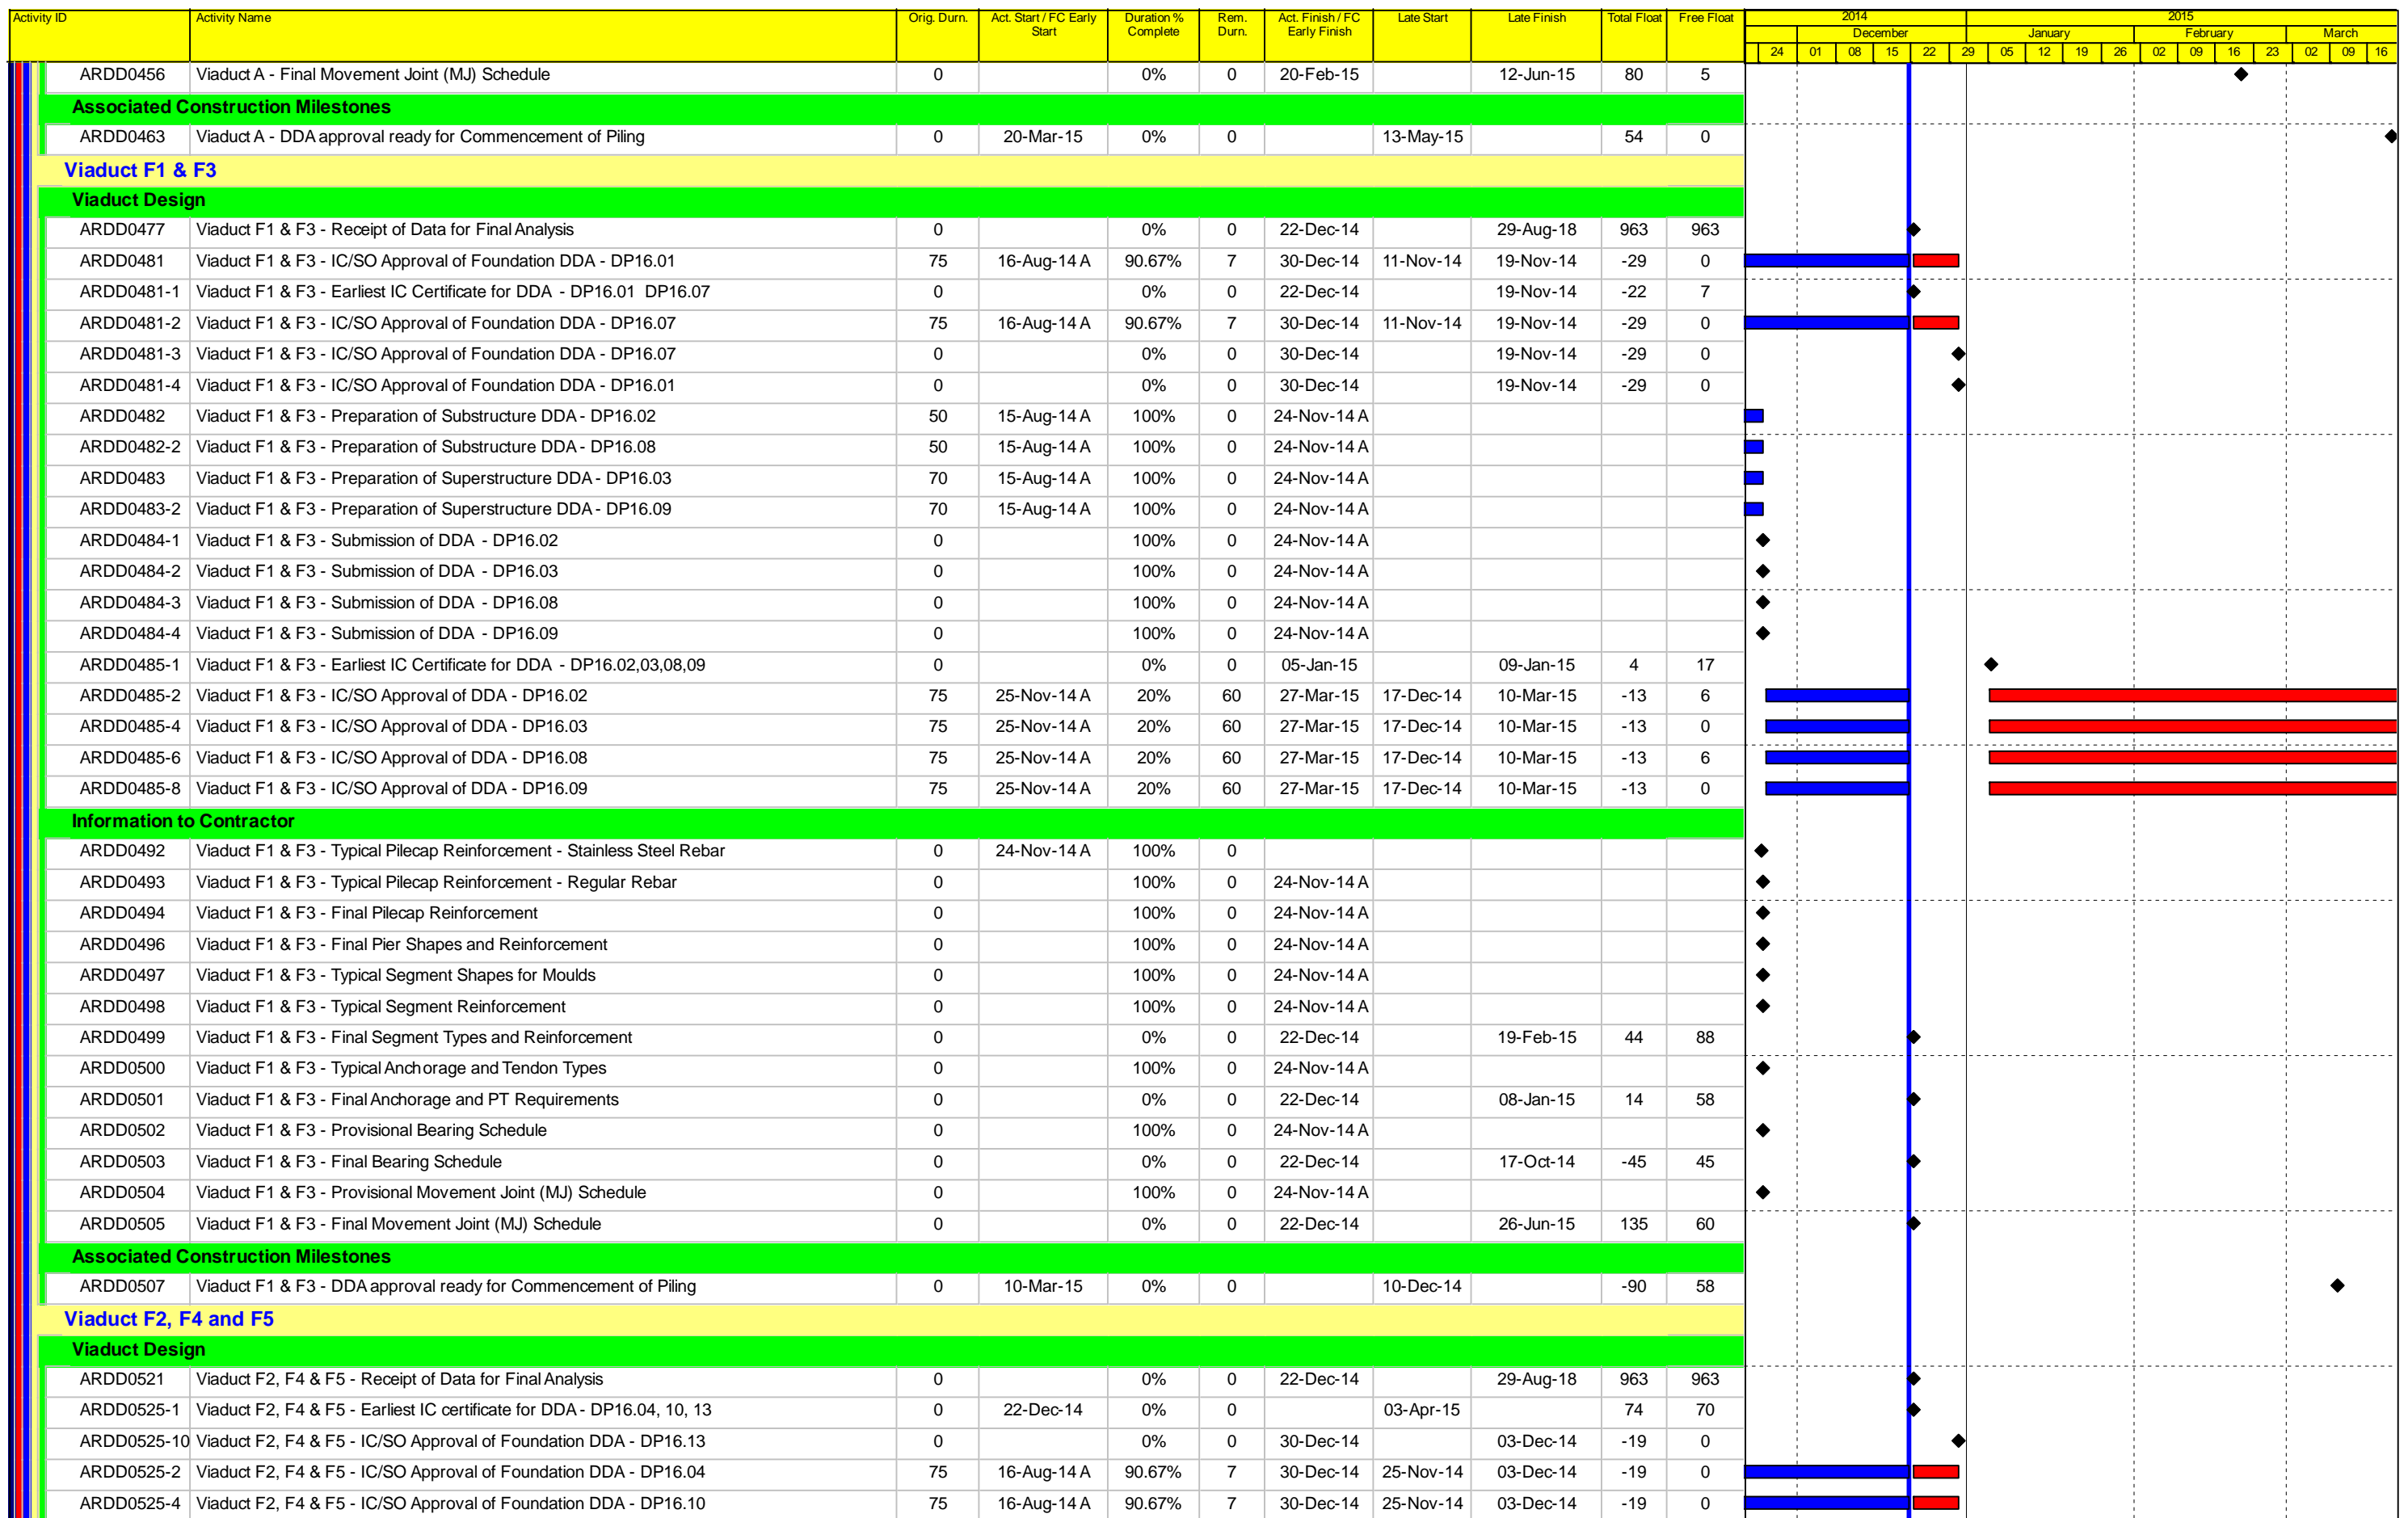 Activity ID Activity Name Orig. Durn. Act. Start / FC Early Start Duration % Complete Rem. Durn. Act. Finish / FC Early Finish Late Start Late Finish Total Float Free Float 2014 2015
December January February March
24 01 08 15 22 29 05 12 19 26 02 09 16 23 02 09 16
ARDD0456 Viaduct A - Final Movement Joint (MJ) Schedule 0 0% 0 20-Feb-15 12-Jun-15 80 5
Associated Construction Milestones
ARDD0463 Viaduct A - DDA approval ready for Commencement of Piling 0 20-Mar-15 0% 0 13-May-15 54 0
Viaduct F1 & F3
Viaduct Design
ARDD0477 Viaduct F1 & F3 - Receipt of Data for Final Analysis 0 0% 0 22-Dec-14 29-Aug-18 963 963
ARDD0481 Viaduct F1 & F3 - IC/SO Approval of Foundation DDA - DP16.01 75 16-Aug-14 A 90.67% 7 30-Dec-14 11-Nov-14 19-Nov-14 -29 0
ARDD0481-1 Viaduct F1 & F3 - Earliest IC Certificate for DDA - DP16.01 DP16.07 0 0% 0 22-Dec-14 19-Nov-14 -22 7
ARDD0481-2 Viaduct F1 & F3 - IC/SO Approval of Foundation DDA - DP16.07 75 16-Aug-14 A 90.67% 7 30-Dec-14 11-Nov-14 19-Nov-14 -29 0
ARDD0481-3 Viaduct F1 & F3 - IC/SO Approval of Foundation DDA - DP16.07 0 0% 0 30-Dec-14 19-Nov-14 -29 0
ARDD0481-4 Viaduct F1 & F3 - IC/SO Approval of Foundation DDA - DP16.01 0 0% 0 30-Dec-14 19-Nov-14 -29 0
ARDD0482 Viaduct F1 & F3 - Preparation of Substructure DDA - DP16.02 50 15-Aug-14 A 100% 0 24-Nov-14 A
ARDD0482-2 Viaduct F1 & F3 - Preparation of Substructure DDA - DP16.08 50 15-Aug-14 A 100% 0 24-Nov-14 A
ARDD0483 Viaduct F1 & F3 - Preparation of Superstructure DDA - DP16.03 70 15-Aug-14 A 100% 0 24-Nov-14 A
ARDD0483-2 Viaduct F1 & F3 - Preparation of Superstructure DDA - DP16.09 70 15-Aug-14 A 100% 0 24-Nov-14 A
ARDD0484-1 Viaduct F1 & F3 - Submission of DDA - DP16.02 0 100% 0 24-Nov-14 A
ARDD0484-2 Viaduct F1 & F3 - Submission of DDA - DP16.03 0 100% 0 24-Nov-14 A
ARDD0484-3 Viaduct F1 & F3 - Submission of DDA - DP16.08 0 100% 0 24-Nov-14 A
ARDD0484-4 Viaduct F1 & F3 - Submission of DDA - DP16.09 0 100% 0 24-Nov-14 A
ARDD0485-1 Viaduct F1 & F3 - Earliest IC Certificate for DDA - DP16.02,03,08,09 0 0% 0 05-Jan-15 09-Jan-15 4 17
ARDD0485-2 Viaduct F1 & F3 - IC/SO Approval of DDA - DP16.02 75 25-Nov-14 A 20% 60 27-Mar-15 17-Dec-14 10-Mar-15 -13 6
ARDD0485-4 Viaduct F1 & F3 - IC/SO Approval of DDA - DP16.03 75 25-Nov-14 A 20% 60 27-Mar-15 17-Dec-14 10-Mar-15 -13 0
ARDD0485-6 Viaduct F1 & F3 - IC/SO Approval of DDA - DP16.08 75 25-Nov-14 A 20% 60 27-Mar-15 17-Dec-14 10-Mar-15 -13 6
ARDD0485-8 Viaduct F1 & F3 - IC/SO Approval of DDA - DP16.09 75 25-Nov-14 A 20% 60 27-Mar-15 17-Dec-14 10-Mar-15 -13 0
Information to Contractor
ARDD0492 Viaduct F1 & F3 - Typical Pilecap Reinforcement - Stainless Steel Rebar 0 24-Nov-14 A 100% 0
ARDD0493 Viaduct F1 & F3 - Typical Pilecap Reinforcement - Regular Rebar 0 100% 0 24-Nov-14 A
ARDD0494 Viaduct F1 & F3 - Final Pilecap Reinforcement 0 100% 0 24-Nov-14 A
ARDD0496 Viaduct F1 & F3 - Final Pier Shapes and Reinforcement 0 100% 0 24-Nov-14 A
ARDD0497 Viaduct F1 & F3 - Typical Segment Shapes for Moulds 0 100% 0 24-Nov-14 A
ARDD0498 Viaduct F1 & F3 - Typical Segment Reinforcement 0 100% 0 24-Nov-14 A
ARDD0499 Viaduct F1 & F3 - Final Segment Types and Reinforcement 0 0% 0 22-Dec-14 19-Feb-15 44 88
ARDD0500 Viaduct F1 & F3 - Typical Anchorage and Tendon Types 0 100% 0 24-Nov-14 A
ARDD0501 Viaduct F1 & F3 - Final Anchorage and PT Requirements 0 0% 0 22-Dec-14 08-Jan-15 14 58
ARDD0502 Viaduct F1 & F3 - Provisional Bearing Schedule 0 100% 0 24-Nov-14 A
ARDD0503 Viaduct F1 & F3 - Final Bearing Schedule 0 0% 0 22-Dec-14 17-Oct-14 -45 45
ARDD0504 Viaduct F1 & F3 - Provisional Movement Joint (MJ) Schedule 0 100% 0 24-Nov-14 A
ARDD0505 Viaduct F1 & F3 - Final Movement Joint (MJ) Schedule 0 0% 0 22-Dec-14 26-Jun-15 135 60
Associated Construction Milestones
ARDD0507 Viaduct F1 & F3 - DDA approval ready for Commencement of Piling 0 10-Mar-15 0% 0 10-Dec-14 -90 58
Viaduct F2, F4 and F5
Viaduct Design
ARDD0521 Viaduct F2, F4 & F5 - Receipt of Data for Final Analysis 0 0% 0 22-Dec-14 29-Aug-18 963 963
ARDD0525-1 Viaduct F2, F4 & F5 - Earliest IC certificate for DDA - DP16.04, 10, 13 0 22-Dec-14 0% 0 03-Apr-15 74 70
ARDD0525-10 Viaduct F2, F4 & F5 - IC/SO Approval of Foundation DDA - DP16.13 0 0% 0 30-Dec-14 03-Dec-14 -19 0
ARDD0525-2 Viaduct F2, F4 & F5 - IC/SO Approval of Foundation DDA - DP16.04 75 16-Aug-14 A 90.67% 7 30-Dec-14 25-Nov-14 03-Dec-14 -19 0
ARDD0525-4 Viaduct F2, F4 & F5 - IC/SO Approval of Foundation DDA - DP16.10 75 16-Aug-14 A 90.67% 7 30-Dec-14 25-Nov-14 03-Dec-14 -19 0